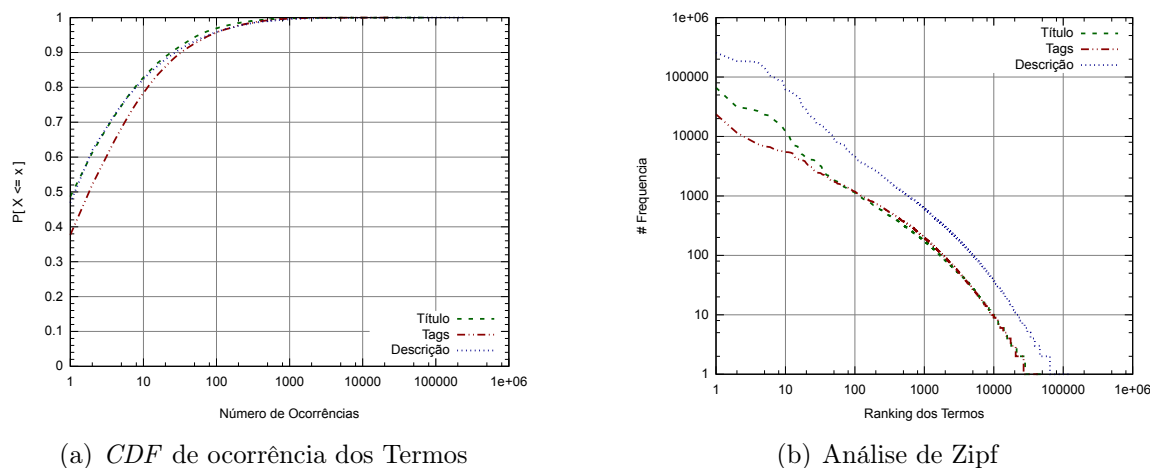 1
0.9
0.8
0.7
0.6
0.5
0.4
0.3
0.2
0.1
0
P[ X <= x ]
Título
Tags
Descrição
1 10 100 1000 10000 100000 1e+06
Número de Ocorrências
(a) CDF de ocorrência dos Termos
1e+06
100000
10000
1000
100
10
1
# Frequencia
Título
Tags
Descrição
1 10 100 1000 10000 100000 1e+06
Ranking dos Termos
(b) Análise de Zipf